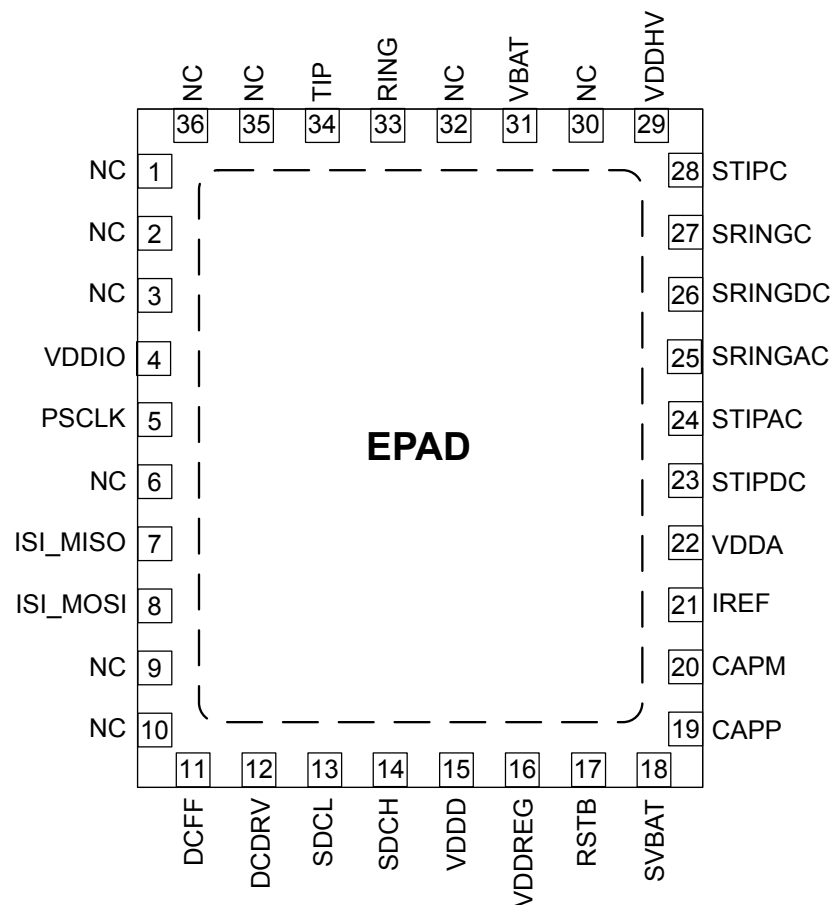 NC
NC
TIP
RING
NC
VBAT
NC
VDDHV
36
35
34
33
32
31
30
29
NC 1
NC 2
NC 3
VDDIO 4
PSCLK 5
NC 6
ISI_MISO 7
ISI_MOSI 8
NC 9
NC 10
EPAD
28 STIPC
27 SRINGC
26 SRINGDC
25 SRINGAC
24 STIPAC
23 STIPDC
22 VDDA
21 IREF
20 CAPM
19 CAPP
11
12
13
14
15
16
17
18
DCFF
DCDRV
SDCL
SDCH
VDDD
VDDREG
RSTB
SVBAT